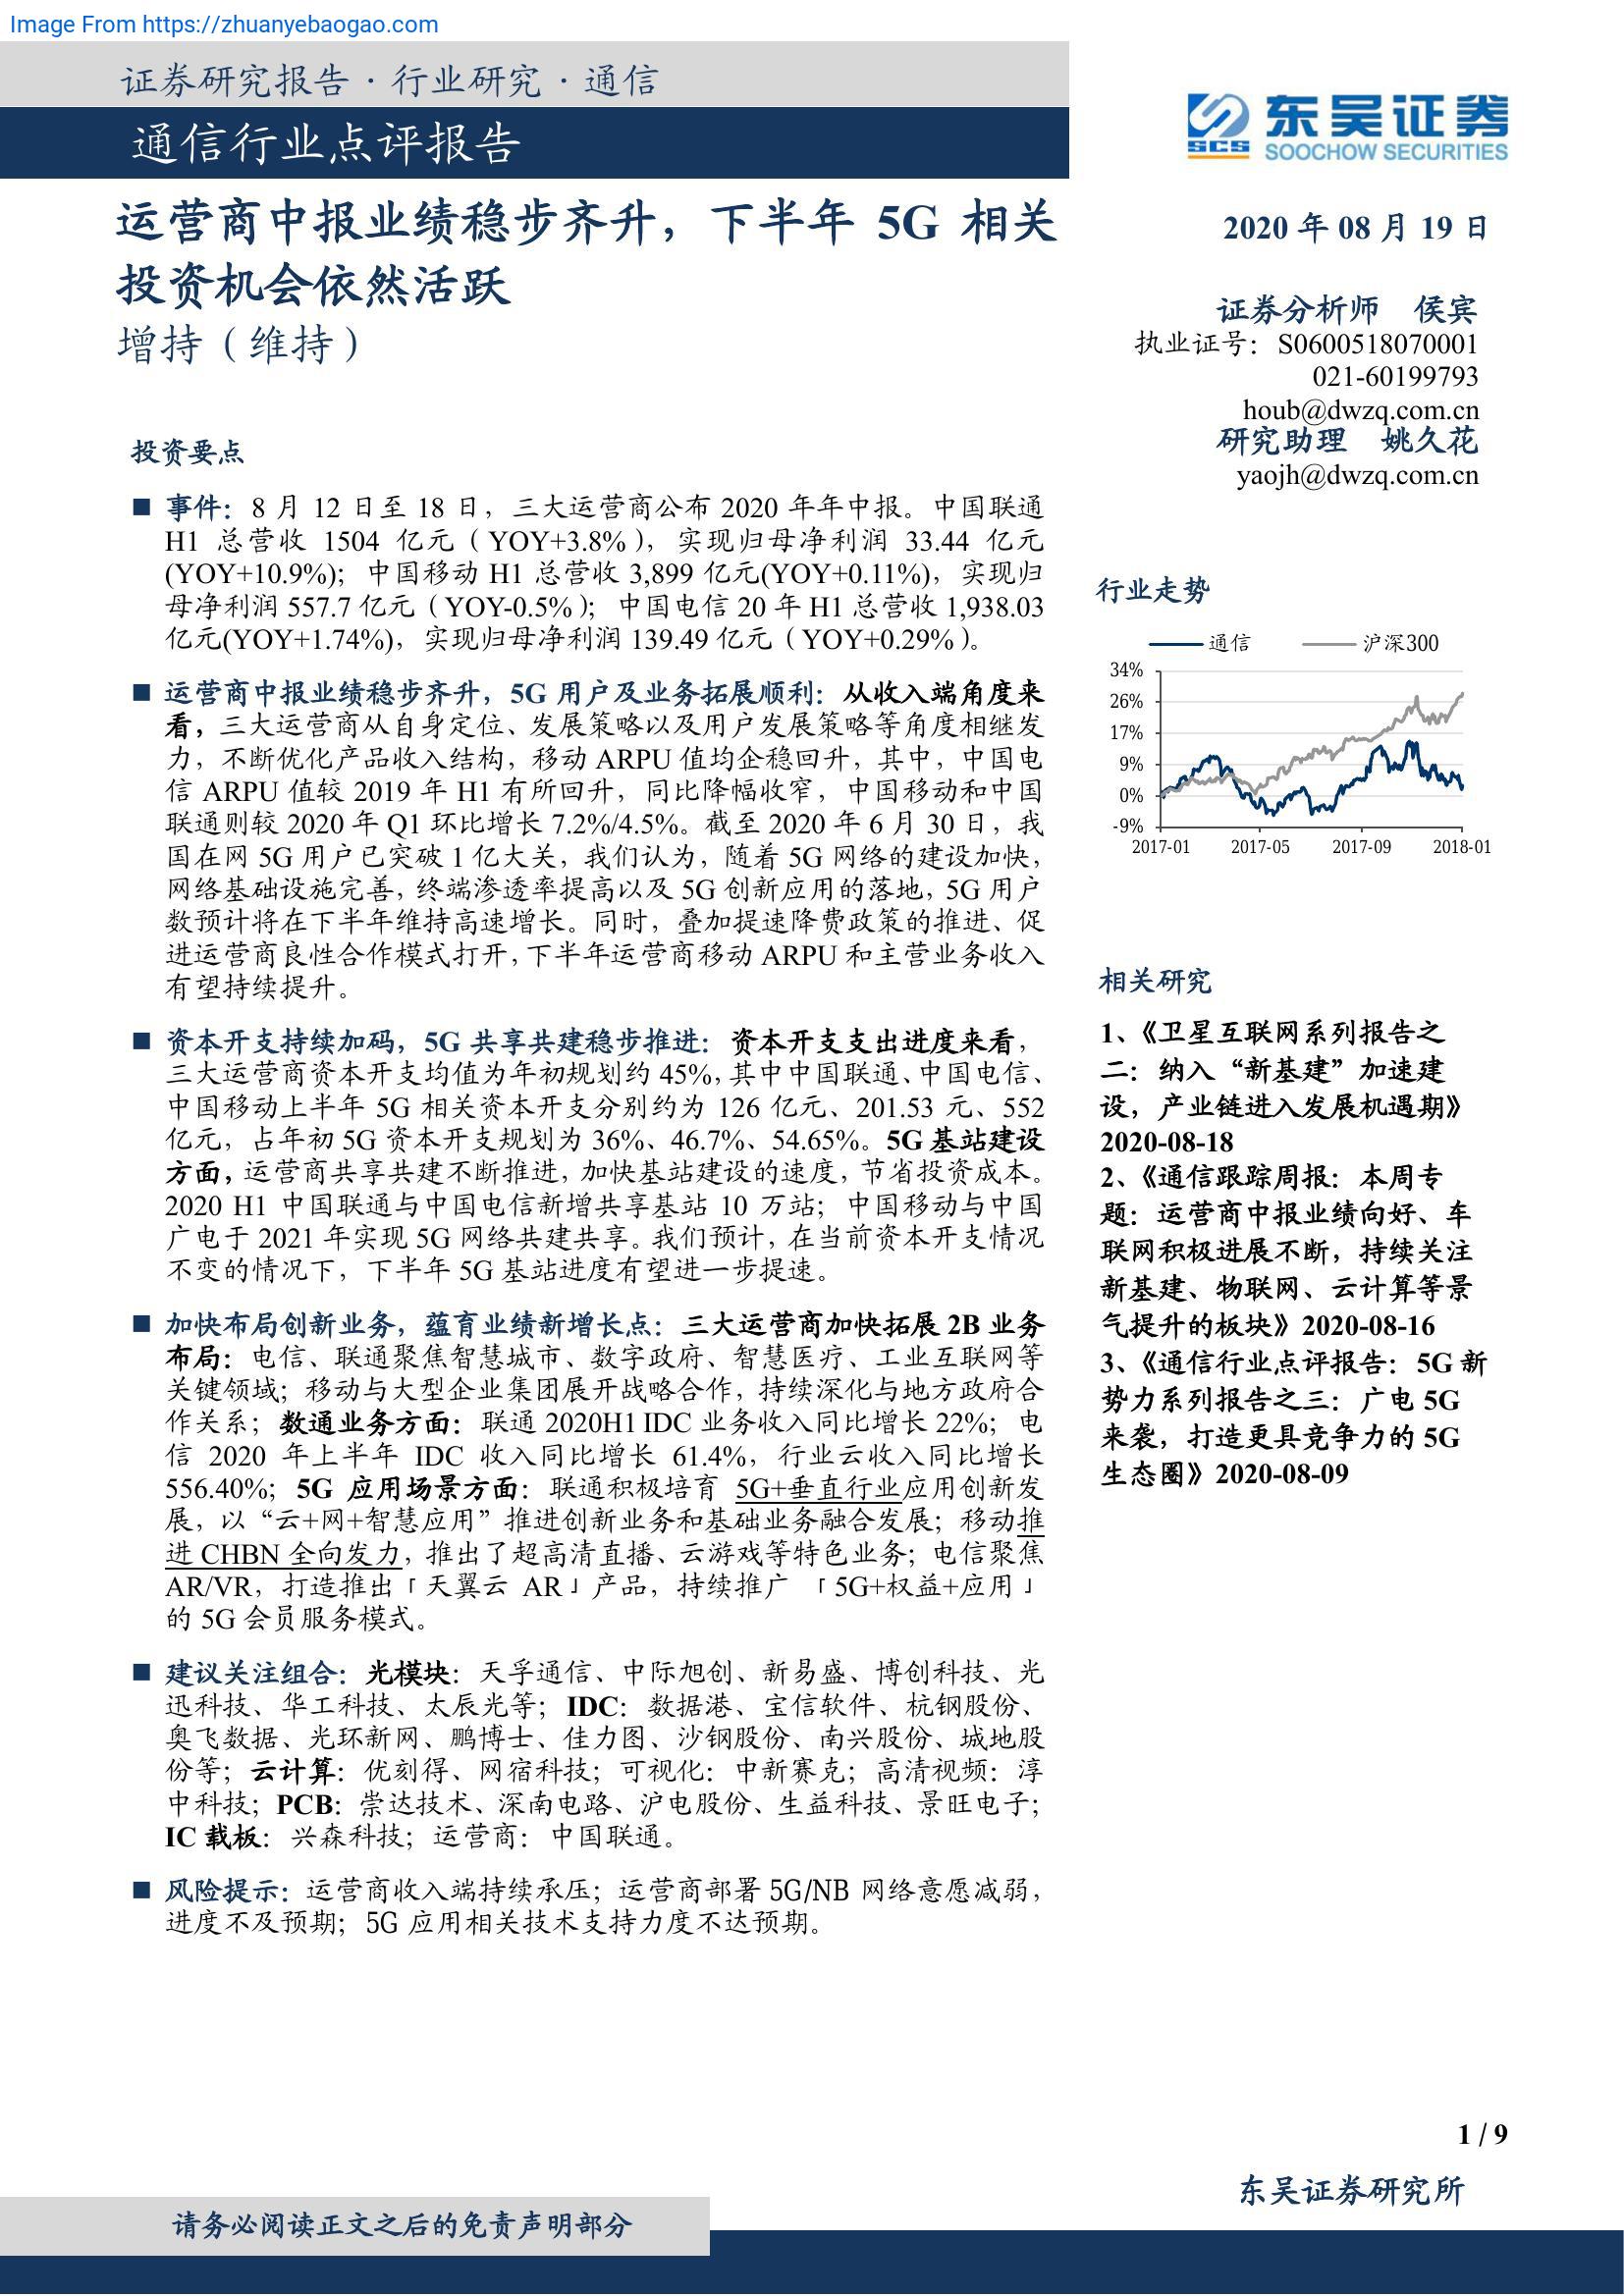 Image From https://zhuanyebaogao.com
证券研究报告·行业研究·通信
通信行业点评报告
东吴证券
SCS
SOOCHOW SECURITIES
运营商中报业绩稳步齐升，下半年 5G 相关
投资机会依然活跃
增持（维持）
投资要点
■ 事件：8 月 12 日至 18 日，三大运营商公布 2020 年年中报。中国联通
H1 总营收 1504 亿元（YOY+3.8%），实现归母净利润 33.44 亿元
(YOY+10.9%)；中国移动 H1 总营收 3,899 亿元(YOY+0.11%)，实现归
母净利润 557.7 亿元（YOY-0.5%）；中国电信 20 年 H1 总营收 1,938.03
亿元(YOY+1.74%)，实现归母净利润 139.49 亿元（YOY+0.29%）。
■ 运营商中报业绩稳步齐升，5G 用户及业务拓展顺利：从收入端角度来
看，三大运营商从自身定位、发展策略以及用户发展策略等角度相继发
力，不断优化产品收入结构，移动 ARPU 值均企稳回升，其中，中国电
信 ARPU 值较 2019 年 H1 有所回升，同比降幅收窄，中国移动和中国
联通则较 2020 年 Q1 环比增长 7.2%/4.5%。截至 2020 年 6 月 30 日，我
国在网 5G 用户已突破 1 亿大关，我们认为，随着 5G 网络的建设加快，
网络基础设施完善，终端渗透率提高以及 5G 创新应用的落地，5G 用户
数预计将在下半年维持高速增长。同时，叠加提速降费政策的推进、促
进运营商良性合作模式打开，下半年运营商移动 ARPU 和主营业务收入
有望持续提升。
■ 资本开支持续加码，5G 共享共建稳步推进：资本开支支出进度来看，
三大运营商资本开支均值为年初规划约 45%，其中中国联通、中国电信、
中国移动上半年 5G 相关资本开支分别约为 126 亿元、201.53 元、552
亿元，占年初 5G 资本开支规划为 36%、46.7%、54.65%。5G 基站建设
方面，运营商共享共建不断推进，加快基站建设的速度，节省投资成本。
2020 H1 中国联通与中国电信新增共享基站 10 万站；中国移动与中国
广电于 2021 年实现 5G 网络共建共享。我们预计，在当前资本开支情况
不变的情况下，下半年 5G 基站进度有望进一步提速。
■ 加快布局创新业务，蕴育业绩新增长点：三大运营商加快拓展 2B 业务
布局：电信、联通聚焦智慧城市、数字政府、智慧医疗、工业互联网等
关键领域；移动与大型企业集团展开战略合作，持续深化与地方政府合
作关系；数通业务方面：联通 2020H1 IDC 业务收入同比增长 22%；电
信 2020 年上半年 IDC 收入同比增长 61.4%，行业云收入同比增长
556.40%；5G 应用场景方面：联通积极培育 5G+垂直行业应用创新发
展，以“云+网+智慧应用”推进创新业务和基础业务融合发展；移动推
进 CHBN 全向发力，推出了超高清直播、云游戏等特色业务；电信聚焦
AR/VR，打造推出「天翼云 AR」产品，持续推广 「5G+权益+应用」
的 5G 会员服务模式。
■ 建议关注组合：光模块：天孚通信、中际旭创、新易盛、博创科技、光
迅科技、华工科技、太辰光等；IDC：数据港、宝信软件、杭钢股份、
奥飞数据、光环新网、鹏博士、佳力图、沙钢股份、南兴股份、城地股
份等；云计算：优刻得、网宿科技；可视化：中新赛克；高清视频：淳
中科技；PCB：崇达技术、深南电路、沪电股份、生益科技、景旺电子；
IC 载板：兴森科技；运营商：中国联通。
■ 风险提示：运营商收入端持续承压；运营商部署 5G/NB 网络意愿减弱，
进度不及预期；5G 应用相关技术支持力度不达预期。
2020 年 08 月 19 日
证券分析师 侯宾
执业证号：S0600518070001
021-60199793
houb@dwzq.com.cn
研究助理 姚久花
yaojh@dwzq.com.cn
行业走势
通信 沪深300
34%
26%
17%
9%
0%
-9%
2017-01 2017-05 2017-09 2018-01
相关研究
1、《卫星互联网系列报告之
二：纳入“新基建”加速建
设，产业链进入发展机遇期》
2020-08-18
2、《通信跟踪周报：本周专
题：运营商中报业绩向好、车
联网积极进展不断，持续关注
新基建、物联网、云计算等景
气提升的板块》2020-08-16
3、《通信行业点评报告：5G 新
势力系列报告之三：广电 5G
来袭，打造更具竞争力的 5G
生态圈》2020-08-09
1 / 9
东吴证券研究所
请务必阅读正文之后的免责声明部分